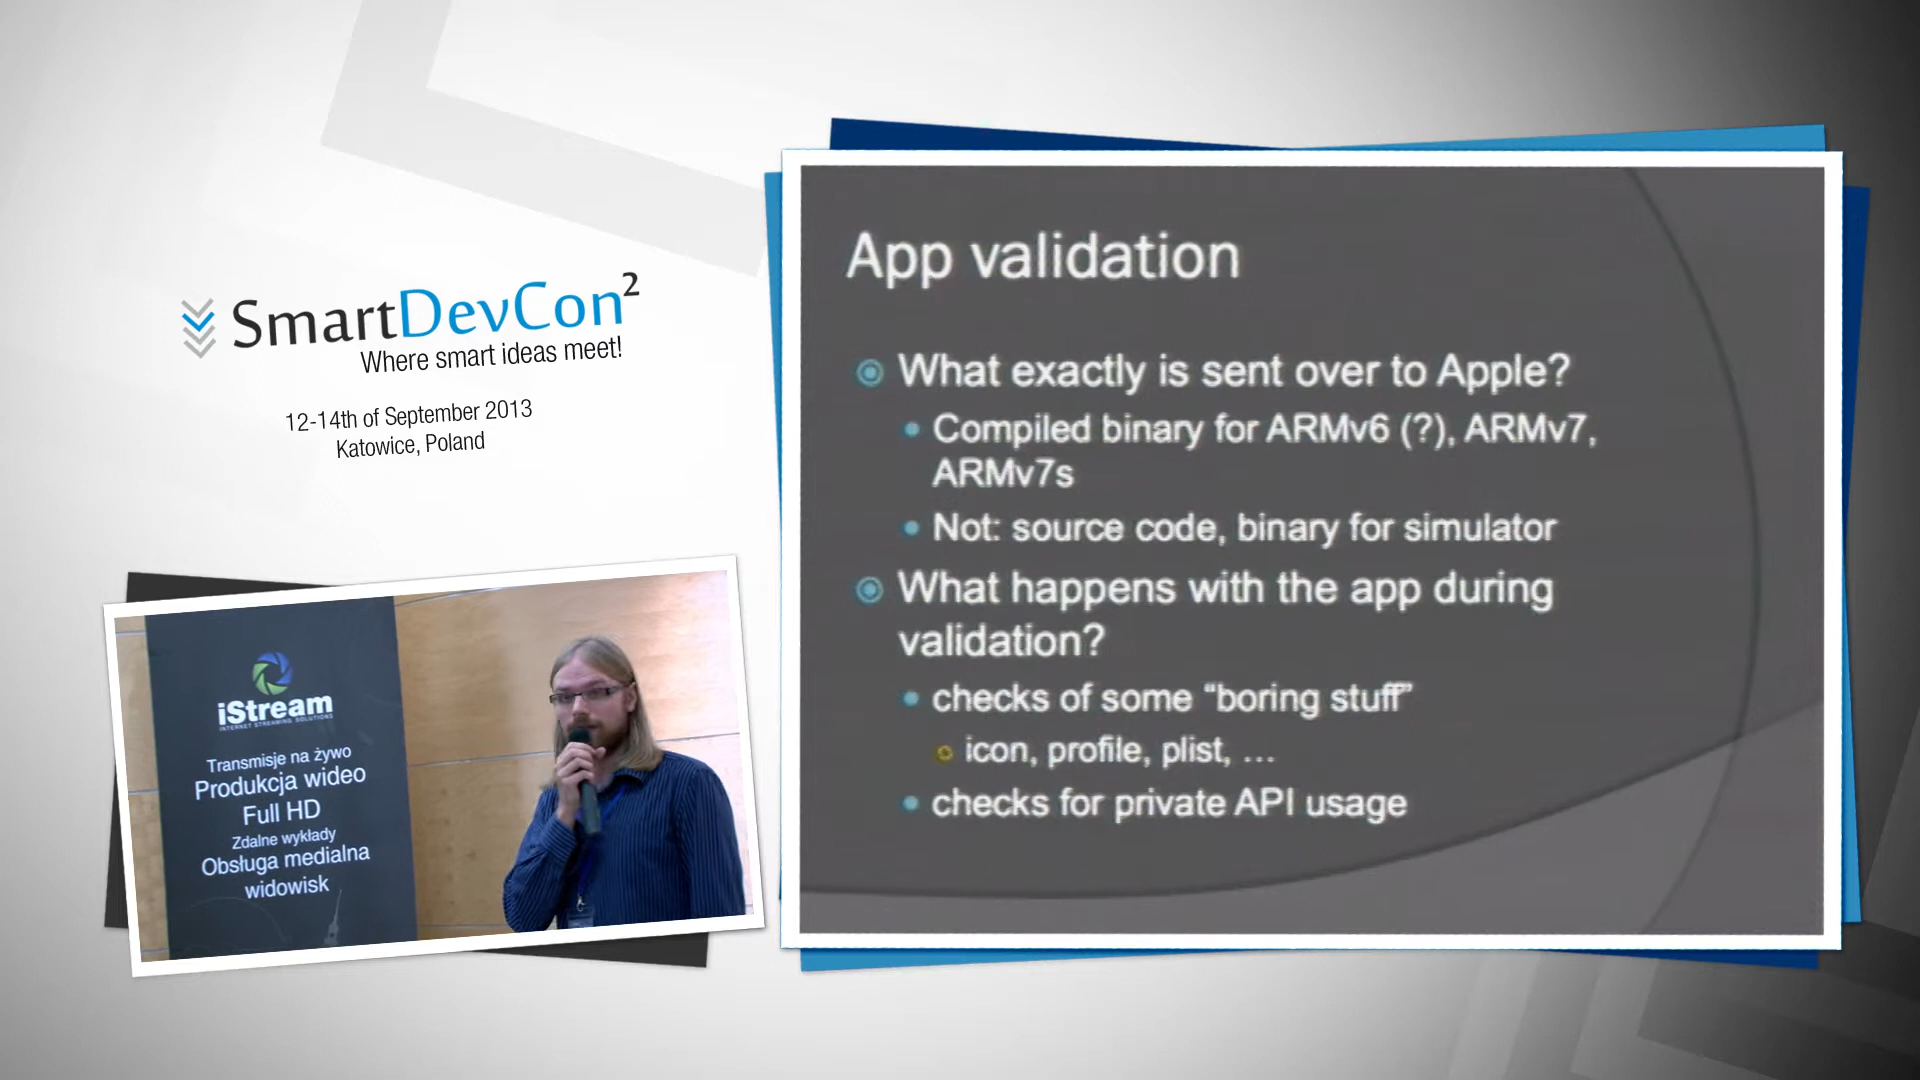 SmartDevCon²
Where smart ideas meet!
12-14th of September 2013
Katowice, Poland
iStream
INTERNET STREAMING SOLUTIONS
Transmisje na żywo
Produkcja wideo
Full HD
Zdalne wykłady
Obsługa medialna
widowisk
App validation
What exactly is sent over to Apple?
Compiled binary for ARMv6 (?), ARMv7,
ARMv7s
Not: source code, binary for simulator
What happens with the app during
validation?
checks of some “boring stuff”
icon, profile, plist, …
checks for private API usage